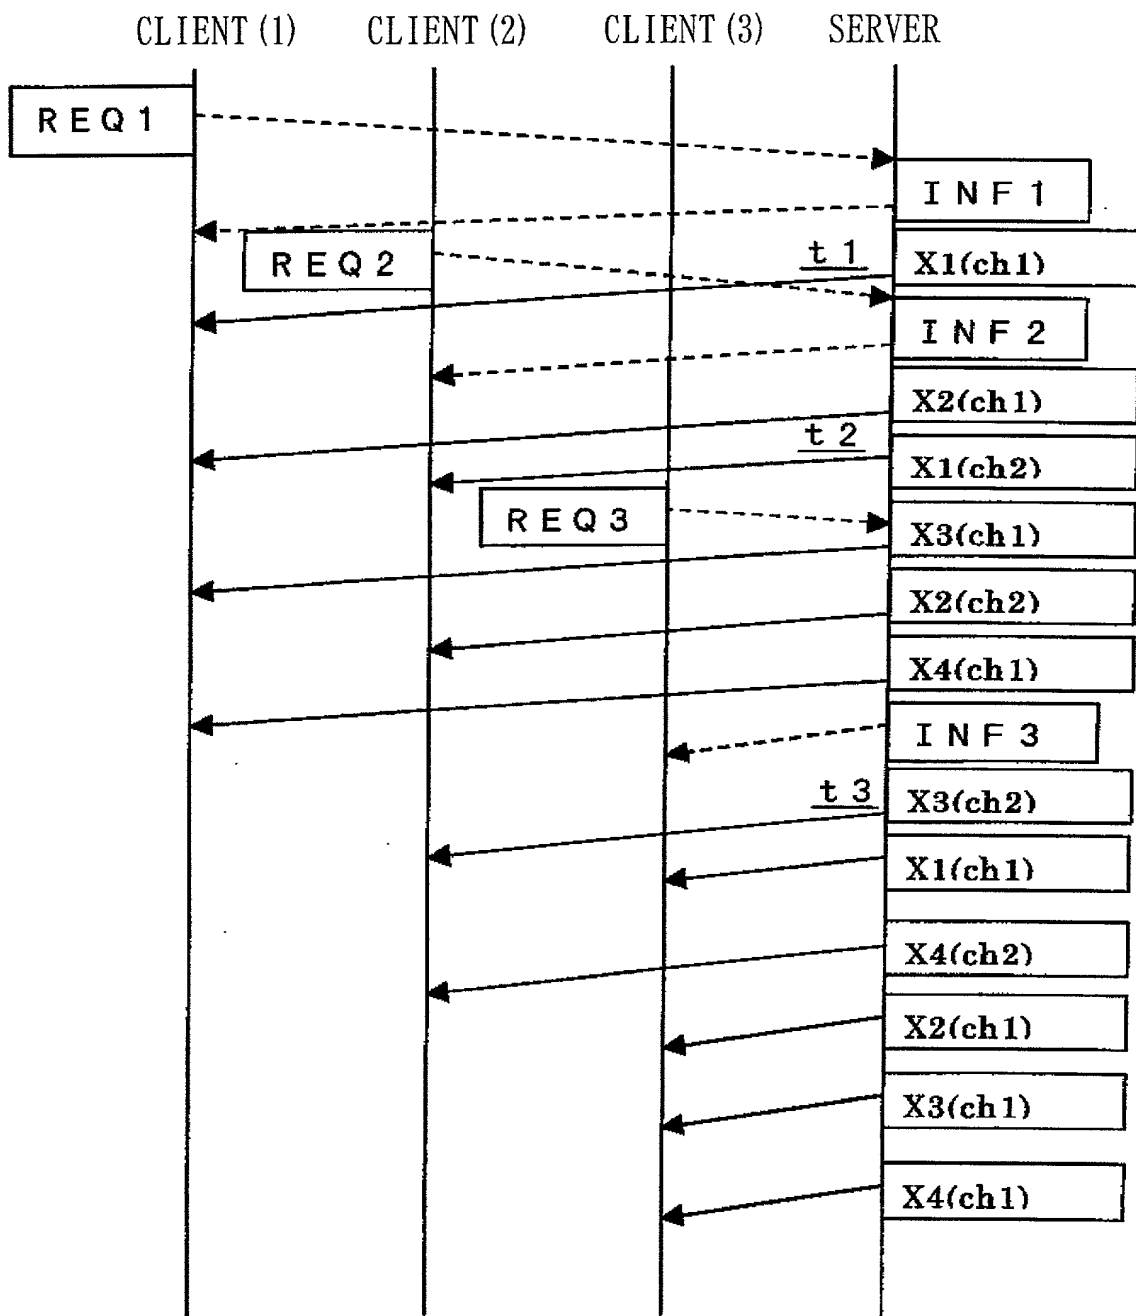 CLIENT(1) CLIENT(2) CLIENT(3) SERVER
REQ1
INF1
REQ2
t1
X1(ch1)
INF2
X2(ch1)
t2
X1(ch2)
REQ3
X3(ch1)
X2(ch2)
X4(ch1)
INF3
t3
X3(ch2)
X1(ch1)
X4(ch2)
X2(ch1)
X3(ch1)
X4(ch1)